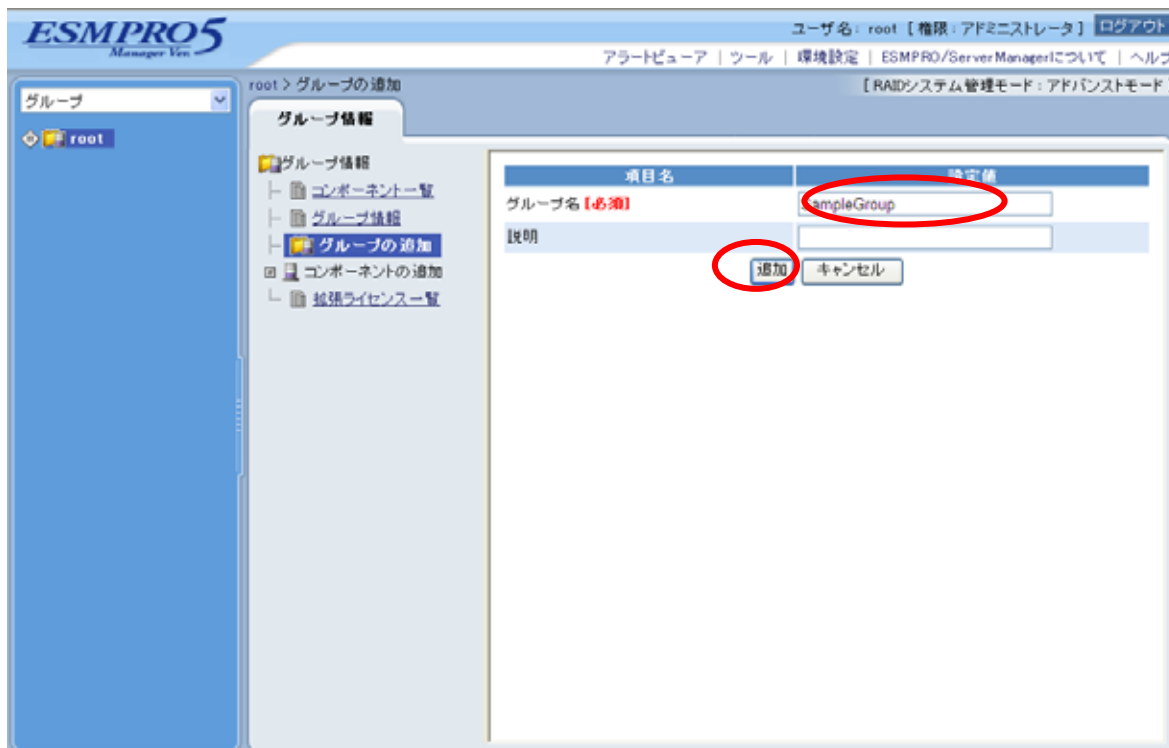 ESMPRO 5
Manager Ver.
ユーザ名: root [ 権限 : アドミニストレータ ] ログアウト
アラートビューア | ツール | 環境設定 | ESMPRO/ServerManagerについて | ヘルプ
グループ
root
root > グループの追加
[ RAIDシステム管理モード : アドバンストモード
グループ情報
グループ情報
コンポーネント一覧
グループ情報
グループの追加
コンポーネントの追加
拡張ライセンス一覧
項目名 設定値
グループ名 [必須] SampleGroup
説明
追加 キャンセル